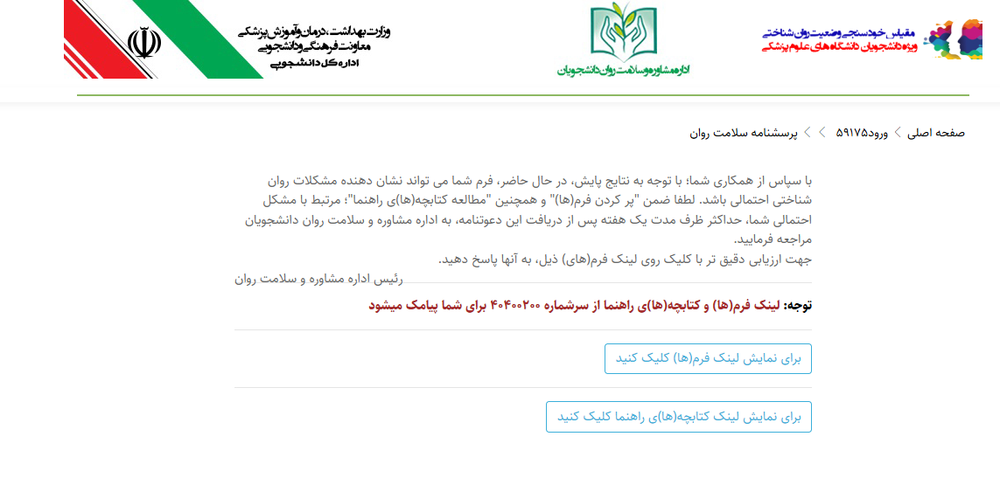 وزارت بهداشت، درمان و آموزش پزشکی
معاونت فرهنگی و دانشجویی
اداره کل دانشجویی
اداره مشاوره و سلامت روان دانشجویان
مقیاس خودسنجی وضعیت روان شناختی
ویژه دانشجویان دانشگاه های علوم پزشکی
صفحه اصلی > ورود۵۹۱۷۵ > > پرسشنامه سلامت روان
با سپاس از همکاری شما؛ با توجه به نتایج پایش، در حال حاضر، فرم شما می تواند نشان دهنده مشکلات روان
شناختی احتمالی باشد. لطفا ضمن "پر کردن فرم(ها)" و همچنین "مطالعه کتابچه(ها)ی راهنما"؛ مرتبط با مشکل
احتمالی شما، حداکثر ظرف مدت یک هفته پس از دریافت این دعوتنامه، به اداره مشاوره و سلامت روان دانشجویان
مراجعه فرمایید.
جهت ارزیابی دقیق تر با کلیک روی لینک فرم(های) ذیل، به آنها پاسخ دهید.
رئیس اداره مشاوره و سلامت روان
توجه: لینک فرم(ها) و کتابچه(ها)ی راهنما از سرشماره ۴۰۴۰۰۲۰۰ برای شما پیامک میشود
برای نمایش لینک فرم(ها) کلیک کنید
برای نمایش لینک کتابچه(ها)ی راهنما کلیک کنید